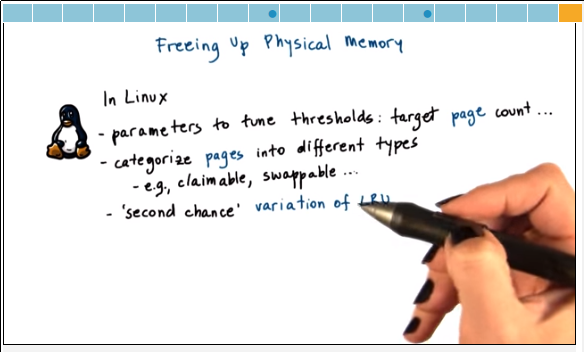 Freeing Up Physical Memory
In Linux
- parameters to tune thresholds: target page count ...
- categorize pages into different types
- e.g., claimable, swappable ...
- 'second chance' variation of LRU